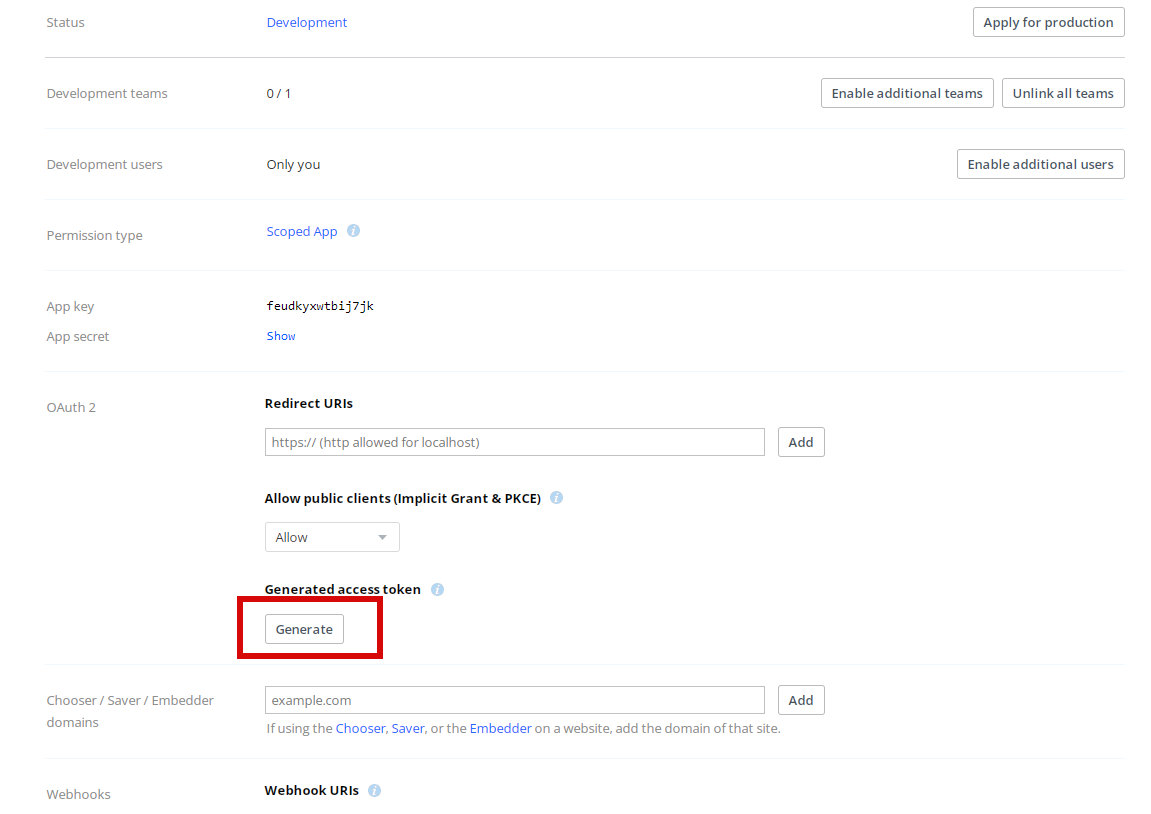 Status Development Apply for production
Development teams 0 / 1 Enable additional teams Unlink all teams
Development users Only you Enable additional users
Permission type Scoped App i
App key feudkyxwtbij7jk
App secret Show
OAuth 2 Redirect URIs
https:// (http allowed for localhost) Add
Allow public clients (Implicit Grant & PKCE) i
Allow
Generated access token i
Generate
Chooser / Saver / Embedder domains
example.com Add
If using the Chooser, Saver, or the Embedder on a website, add the domain of that site.
Webhooks Webhook URIs i